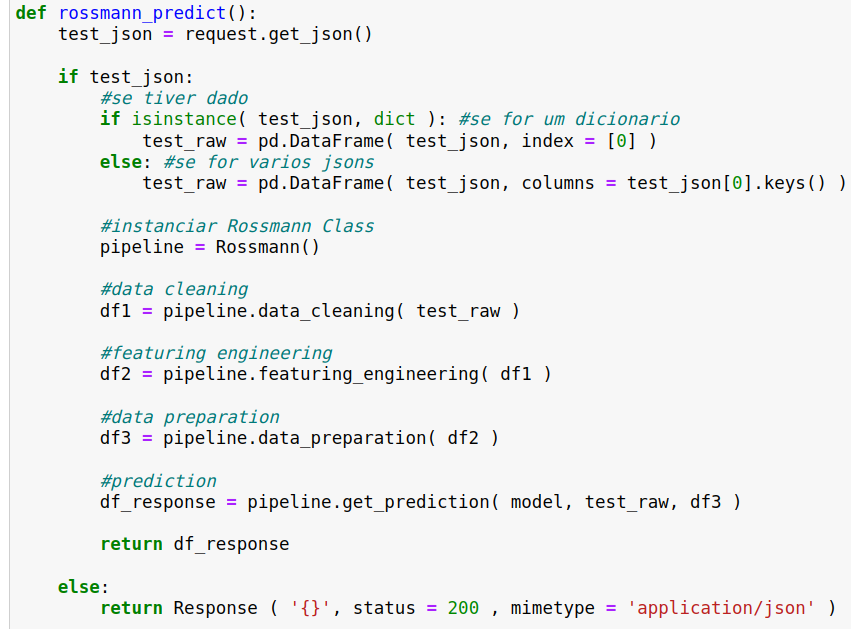 def rossmann_predict():
    test_json = request.get_json()

    if test_json:
        #se tiver dado
        if isinstance( test_json, dict ): #se for um dicionario
            test_raw = pd.DataFrame( test_json, index = [0] )
        else: #se for varios jsons
            test_raw = pd.DataFrame( test_json, columns = test_json[0].keys() )

        #instanciar Rossmann Class
        pipeline = Rossmann()

        #data cleaning
        df1 = pipeline.data_cleaning( test_raw )

        #featuring engineering
        df2 = pipeline.featuring_engineering( df1 )

        #data preparation
        df3 = pipeline.data_preparation( df2 )

        #prediction
        df_response = pipeline.get_prediction( model, test_raw, df3 )

        return df_response

    else:
        return Response ( '{}', status = 200 , mimetype = 'application/json' )